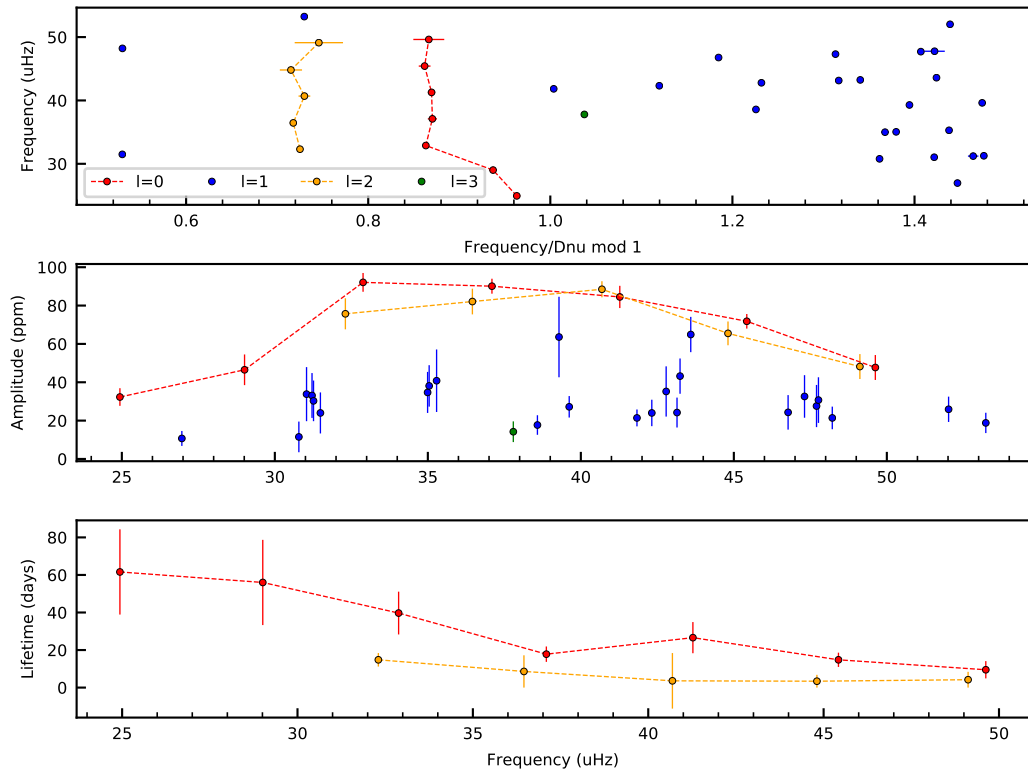 50
40
30
Frequency (uHz)
l=0 l=1 l=2 l=3
0.6 0.8 1.0 1.2 1.4
Frequency/Dnu mod 1
100
80
60
40
20
0
Amplitude (ppm)
25 30 35 40 45 50
80
60
40
20
0
Lifetime (days)
25 30 35 40 45 50
Frequency (uHz)